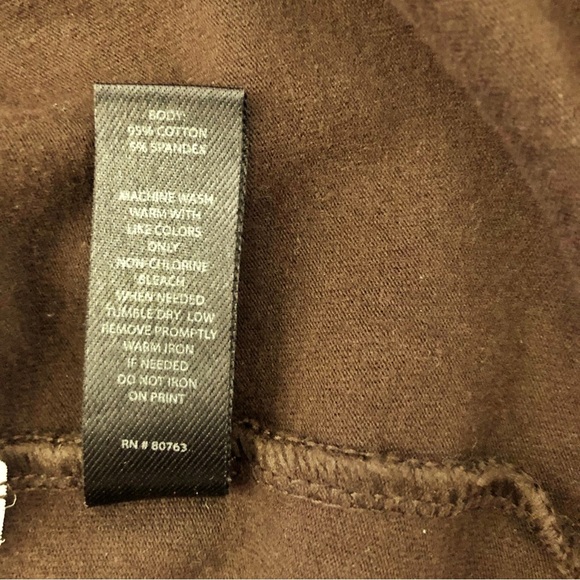 BODY:
95% COTTON
5% SPANDEX
MACHINE WASH
WARM WITH
LIKE COLORS
ONLY
NON-CHLORINE
BLEACH
WHEN NEEDED
TUMBLE DRY LOW
REMOVE PROMPTLY
WARM IRON
IF NEEDED
DO NOT IRON
ON PRINT
RN # 80763